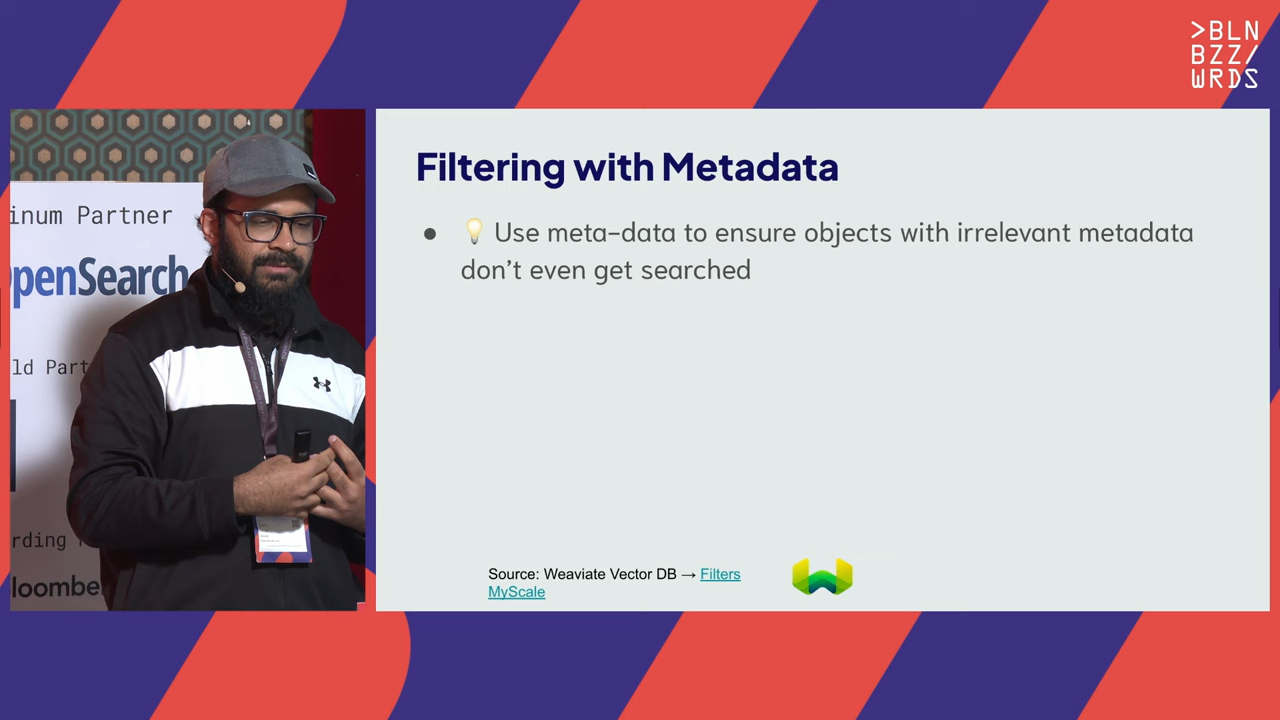 >BLN
BZZ/
WRDS
inum Partner
penSearch
ld Part
rding
loombe
Filtering with Metadata
● 💡 Use meta-data to ensure objects with irrelevant metadata
don't even get searched
Source: Weaviate Vector DB → Filters
MyScale